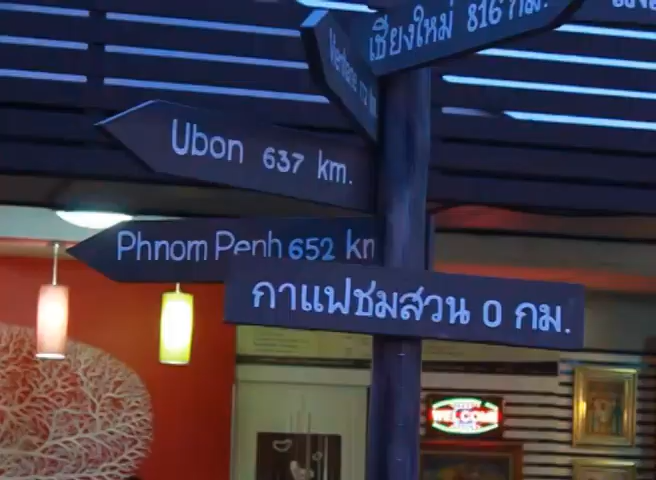 เชียงใหม่ 816 กม.
Ubon 637 km.
Phnom Penh 652 km
กาแฟชมสวน 0 กม.
WELCOME